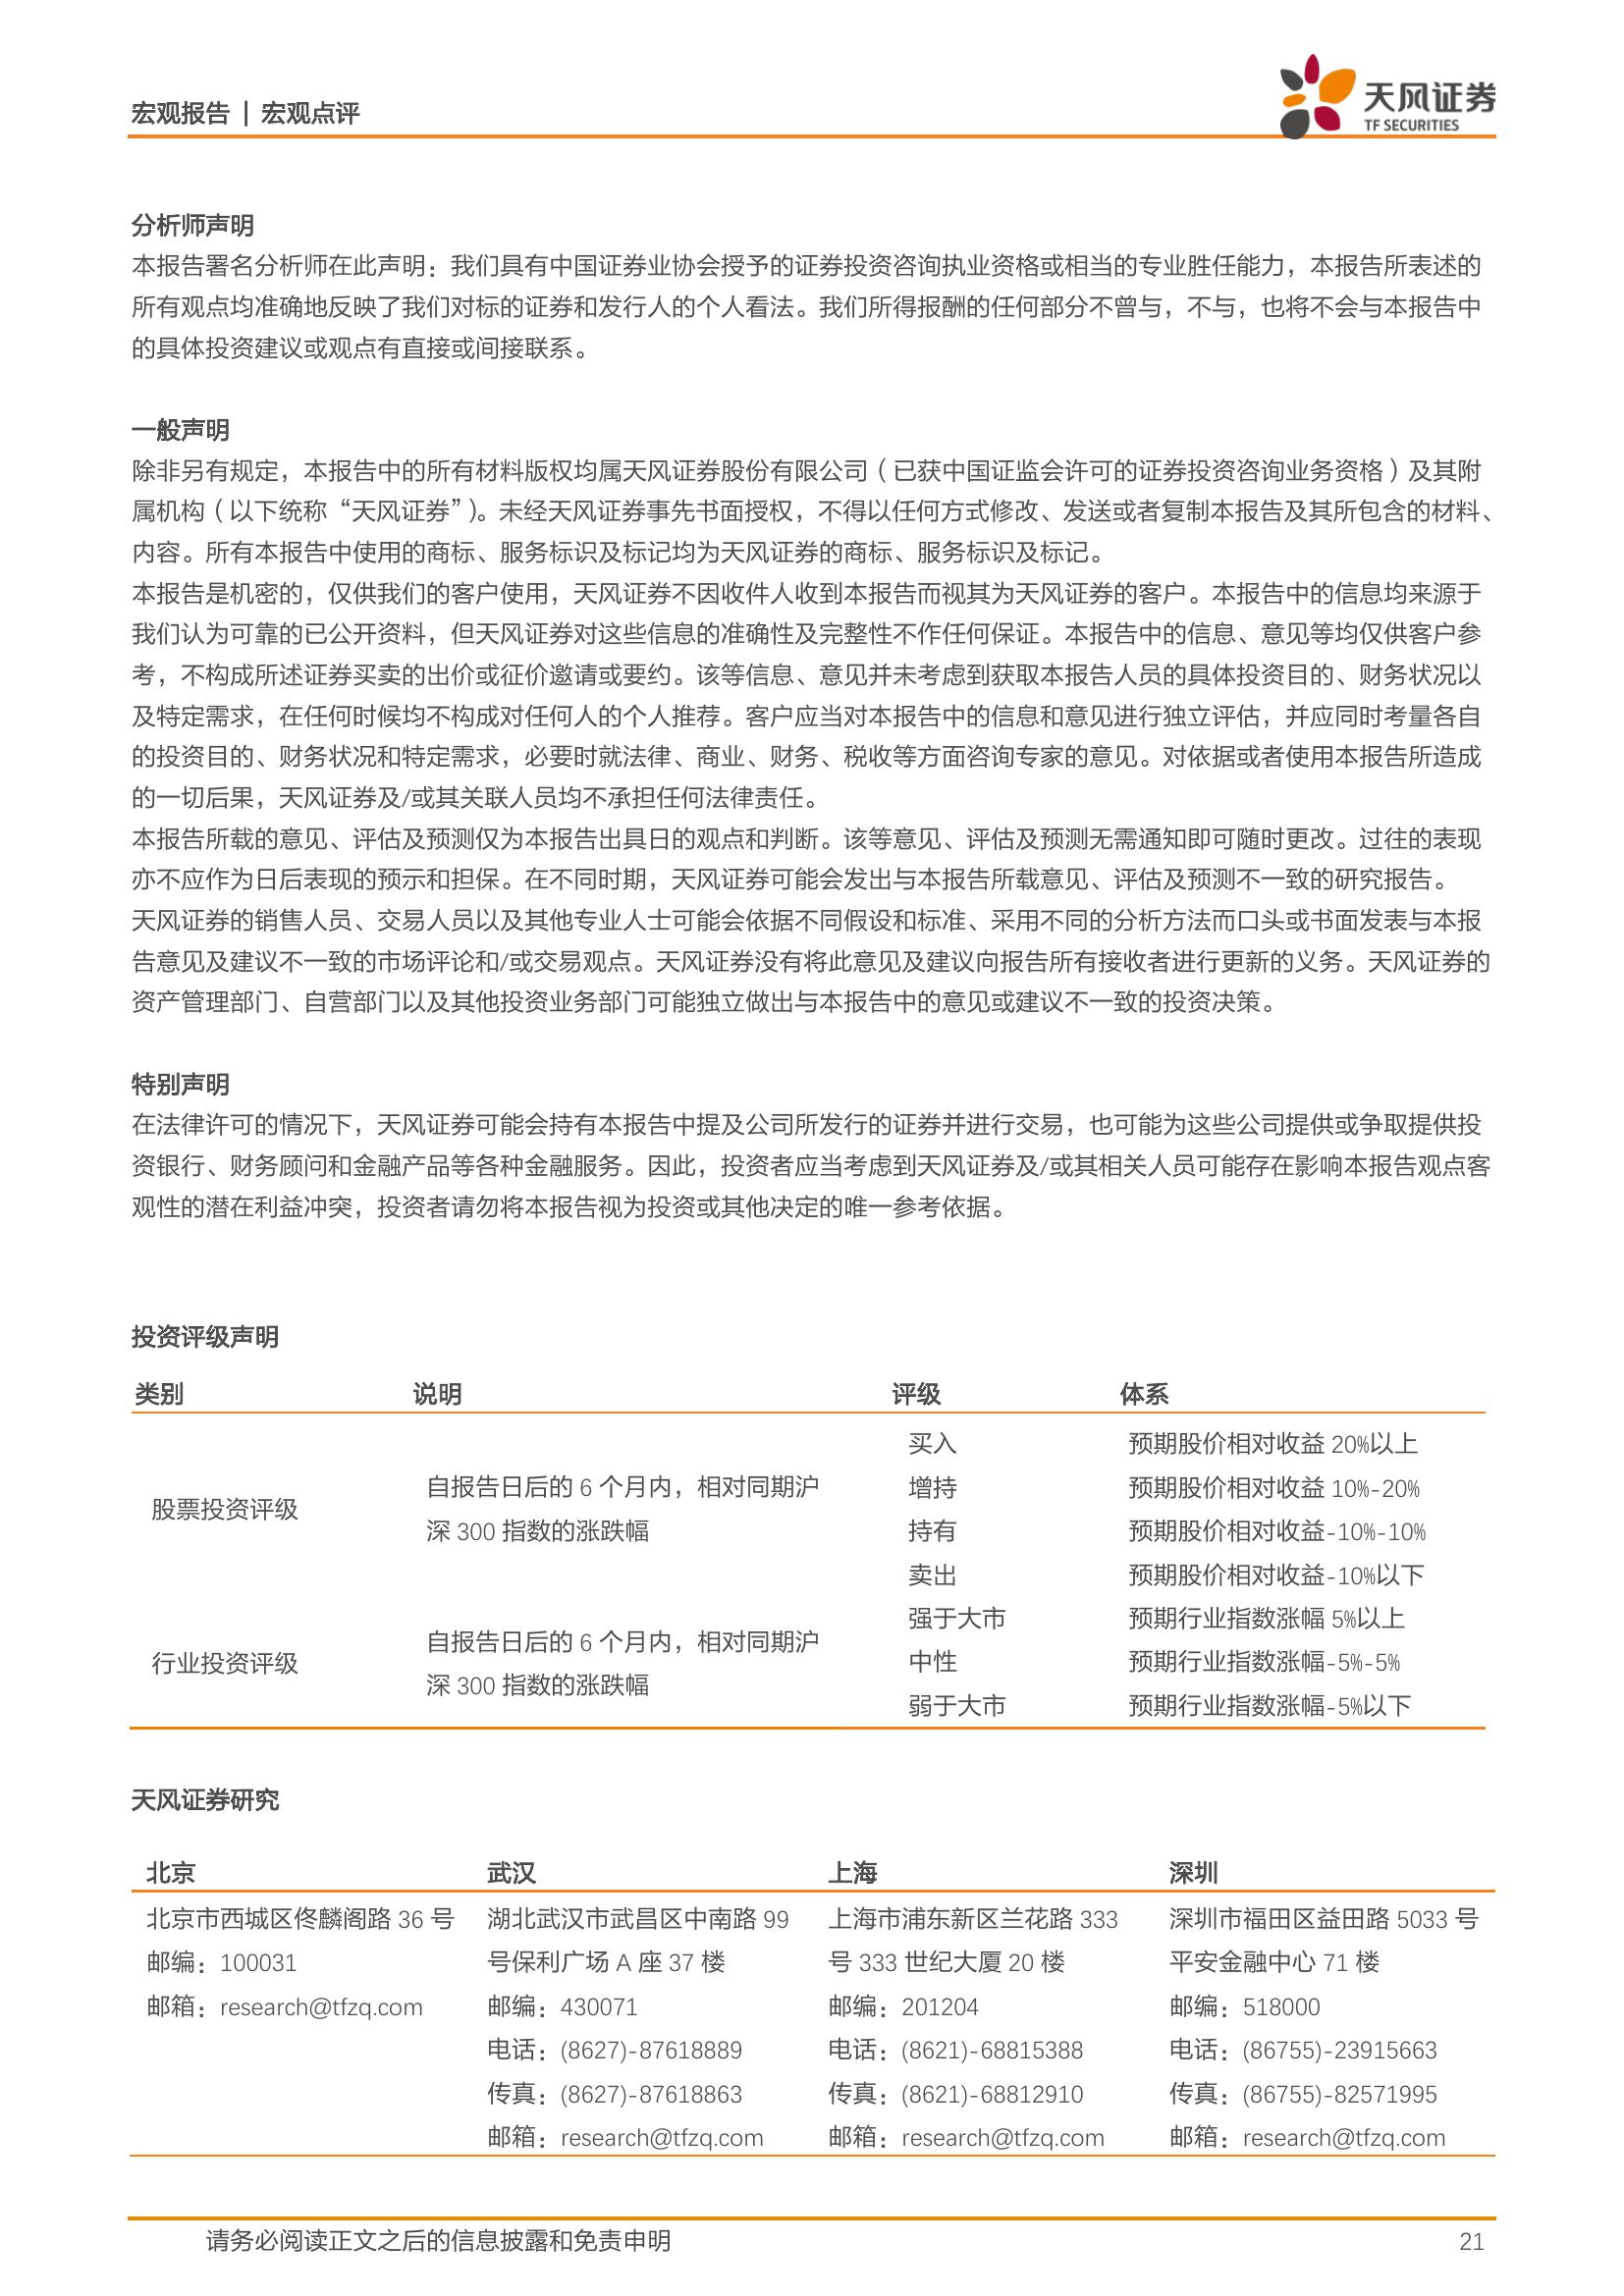 宏观报告 | 宏观点评
天风证券
TF SECURITIES
分析师声明
本报告署名分析师在此声明：我们具有中国证券业协会授予的证券投资咨询执业资格或相当的专业胜任能力，本报告所表述的
所有观点均准确地反映了我们对标的证券和发行人的个人看法。我们所得报酬的任何部分不曾与，不与，也将不会与本报告中
的具体投资建议或观点有直接或间接联系。
一般声明
除非另有规定，本报告中的所有材料版权均属天风证券股份有限公司（已获中国证监会许可的证券投资咨询业务资格）及其附
属机构（以下统称“天风证券”）。未经天风证券事先书面授权，不得以任何方式修改、发送或者复制本报告及其所包含的材料、
内容。所有本报告中使用的商标、服务标识及标记均为天风证券的商标、服务标识及标记。
本报告是机密的，仅供我们的客户使用，天风证券不因收件人收到本报告而视其为天风证券的客户。本报告中的信息均来源于
我们认为可靠的已公开资料，但天风证券对这些信息的准确性及完整性不作任何保证。本报告中的信息、意见等均仅供客户参
考，不构成所述证券买卖的出价或征价邀请或要约。该等信息、意见并未考虑到获取本报告人员的具体投资目的、财务状况以
及特定需求，在任何时候均不构成对任何人的个人推荐。客户应当对本报告中的信息和意见进行独立评估，并应同时考量各自
的投资目的、财务状况和特定需求，必要时就法律、商业、财务、税收等方面咨询专家的意见。对依据或者使用本报告所造成
的一切后果，天风证券及/或其关联人员均不承担任何法律责任。
本报告所载的意见、评估及预测仅为本报告出具日的观点和判断。该等意见、评估及预测无需通知即可随时更改。过往的表现
亦不应作为日后表现的预示和担保。在不同时期，天风证券可能会发出与本报告所载意见、评估及预测不一致的研究报告。
天风证券的销售人员、交易人员以及其他专业人士可能会依据不同假设和标准、采用不同的分析方法而口头或书面发表与本报
告意见及建议不一致的市场评论和/或交易观点。天风证券没有将此意见及建议向报告所有接收者进行更新的义务。天风证券的
资产管理部门、自营部门以及其他投资业务部门可能独立做出与本报告中的意见或建议不一致的投资决策。
特别声明
在法律许可的情况下，天风证券可能会持有本报告中提及公司所发行的证券并进行交易，也可能为这些公司提供或争取提供投
资银行、财务顾问和金融产品等各种金融服务。因此，投资者应当考虑到天风证券及/或其相关人员可能存在影响本报告观点客
观性的潜在利益冲突，投资者请勿将本报告视为投资或其他决定的唯一参考依据。
投资评级声明
类别 说明 评级 体系
股票投资评级
自报告日后的 6 个月内，相对同期沪
深 300 指数的涨跌幅
买入 预期股价相对收益 20%以上
增持 预期股价相对收益 10%-20%
持有 预期股价相对收益-10%-10%
卖出 预期股价相对收益-10%以下
行业投资评级
自报告日后的 6 个月内，相对同期沪
深 300 指数的涨跌幅
强于大市 预期行业指数涨幅 5%以上
中性 预期行业指数涨幅-5%-5%
弱于大市 预期行业指数涨幅-5%以下
天风证券研究
北京 武汉 上海 深圳
北京市西城区佟麟阁路 36 号
邮编：100031
邮箱：research@tfzq.com
湖北武汉市武昌区中南路 99
号保利广场 A 座 37 楼
邮编：430071
电话：(8627)-87618889
传真：(8627)-87618863
邮箱：research@tfzq.com
上海市浦东新区兰花路 333
号 333 世纪大厦 20 楼
邮编：201204
电话：(8621)-68815388
传真：(8621)-68812910
邮箱：research@tfzq.com
深圳市福田区益田路 5033 号
平安金融中心 71 楼
邮编：518000
电话：(86755)-23915663
传真：(86755)-82571995
邮箱：research@tfzq.com
请务必阅读正文之后的信息披露和免责申明 21